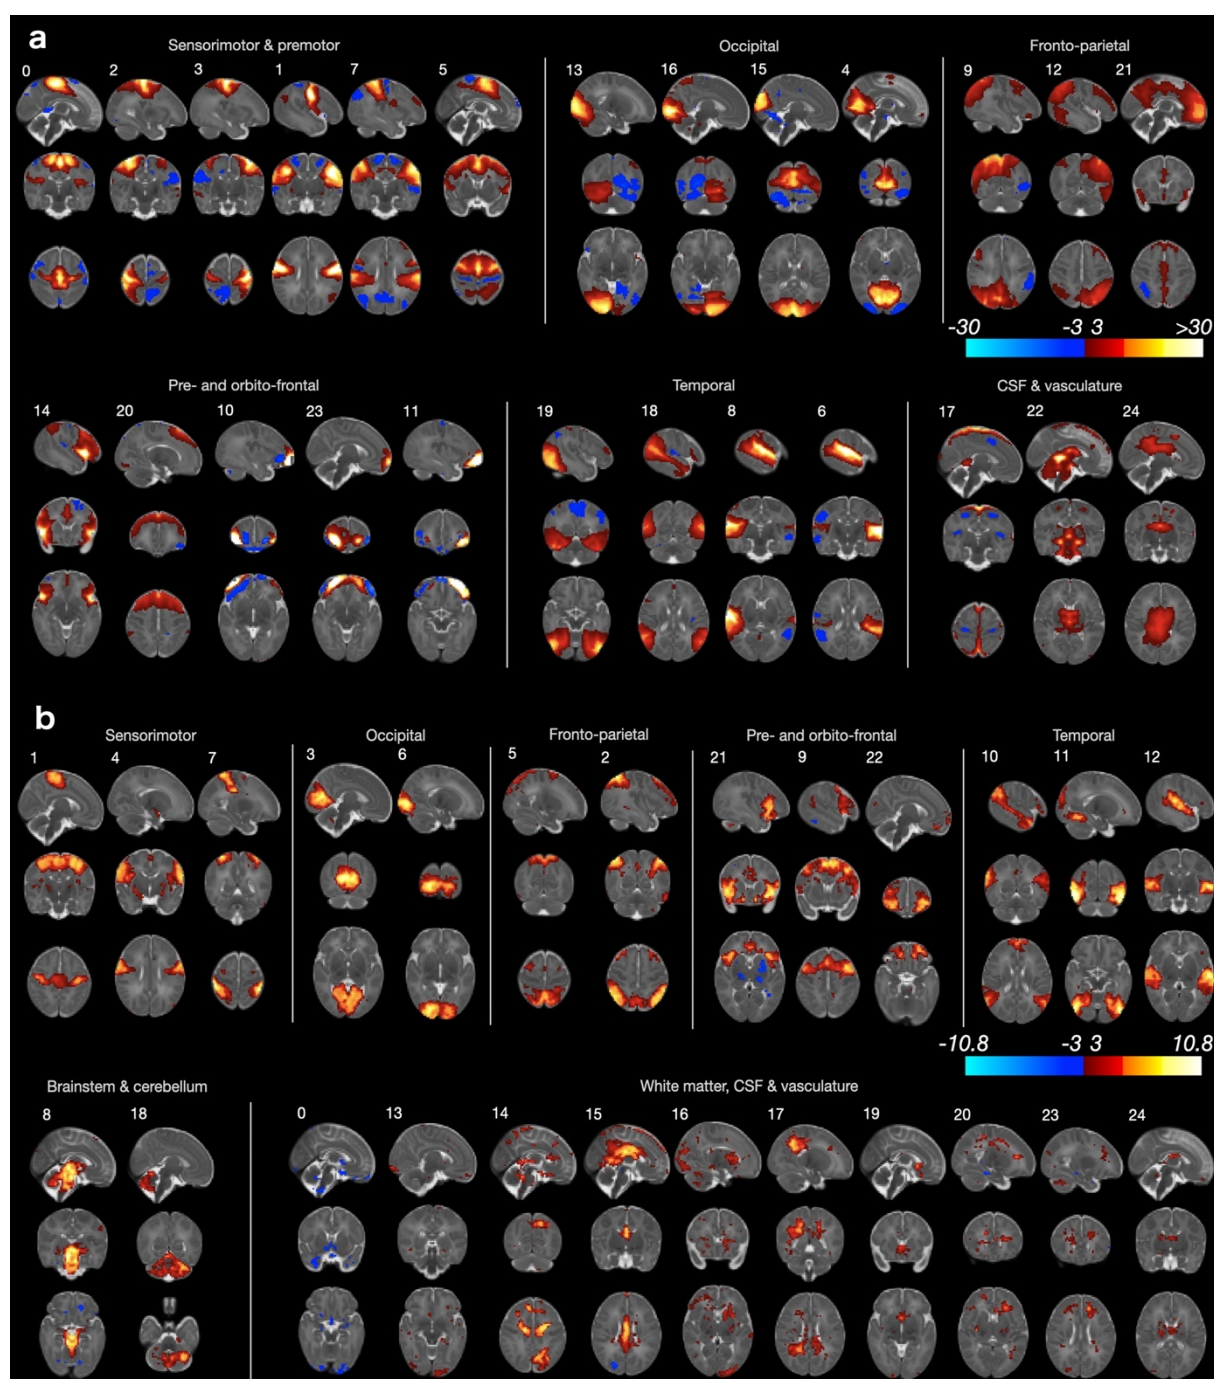 a
Sensorimotor & premotor Occipital Fronto-parietal
0 2 3 1 7 5 13 16 15 4 9 12 21
-30 -3 3 >30
Pre- and orbito-frontal Temporal CSF & vasculature
14 20 10 23 11 19 18 8 6 17 22 24
b
Sensorimotor Occipital Fronto-parietal Pre- and orbito-frontal Temporal
1 4 7 3 6 5 2 21 9 22 10 11 12
-10.8 -3 3 10.8
Brainstem & cerebellum White matter, CSF & vasculature
8 18 0 13 14 15 16 17 19 20 23 24